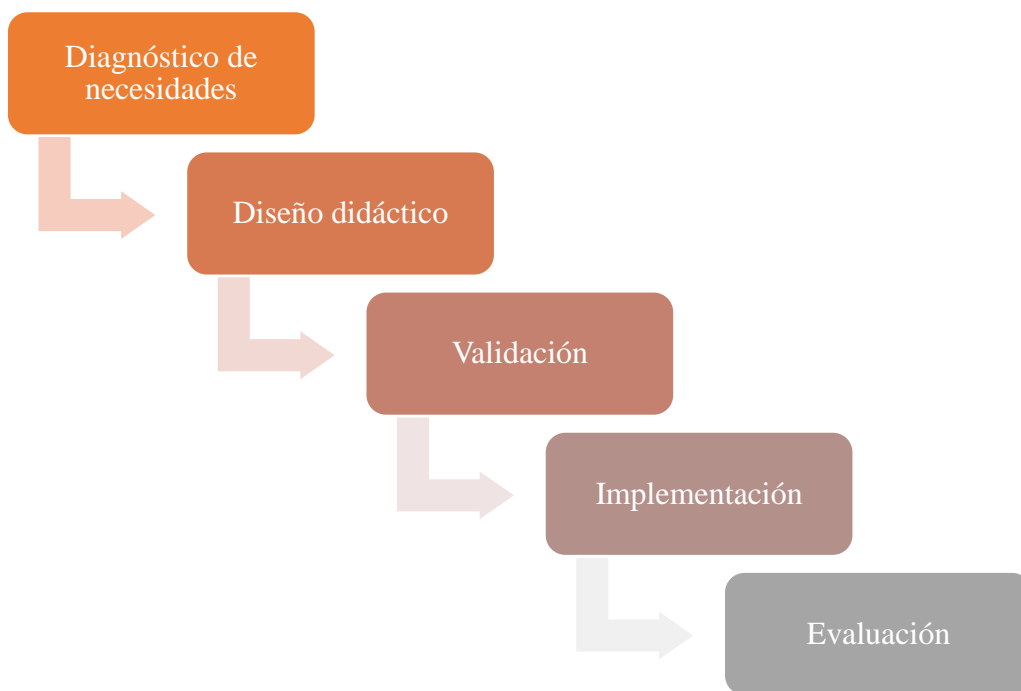 Diagnóstico de
necesidades
Diseño didáctico
Validación
Implementación
Evaluación